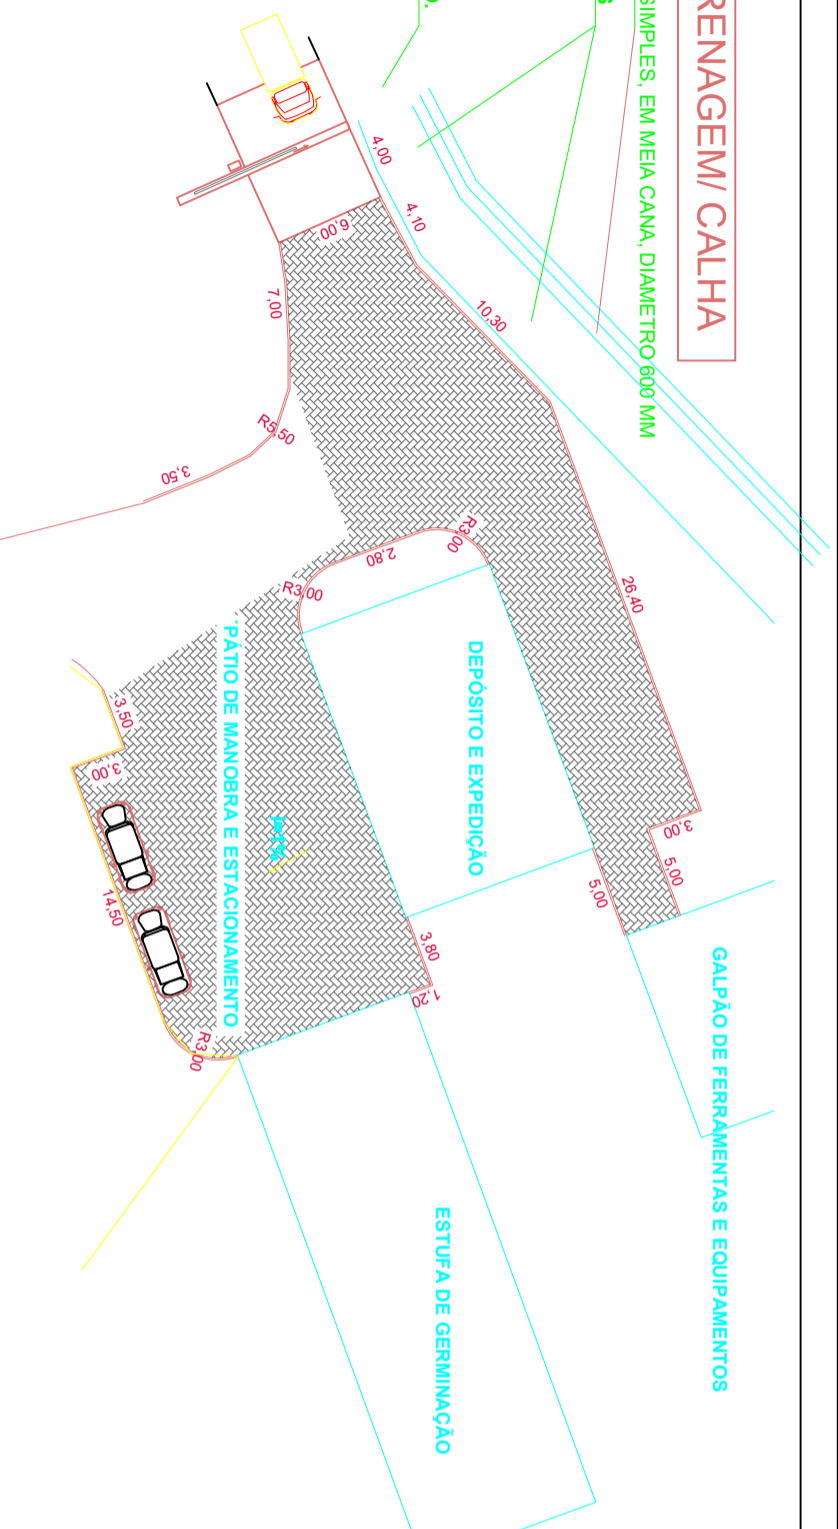 RENAGEM/ CALHA
SIMPLES, EM MEIA CANA, DIAMETRO 600 MM
4,00
4,10
6,00
7,00
10,30
R5,50
3,50
R3,00
2,80
R3,00
26,40
PÁTIO DE MANOBRA E ESTACIONAMENTO
DEPÓSITO E EXPEDIÇÃO
3,50
3,00
i=1%
3,00
5,00
5,00
14,50
3,80
1,20
R3,00
GALPÃO DE FERRAMENTAS E EQUIPAMENTOS
ESTUFA DE GERMINAÇÃO